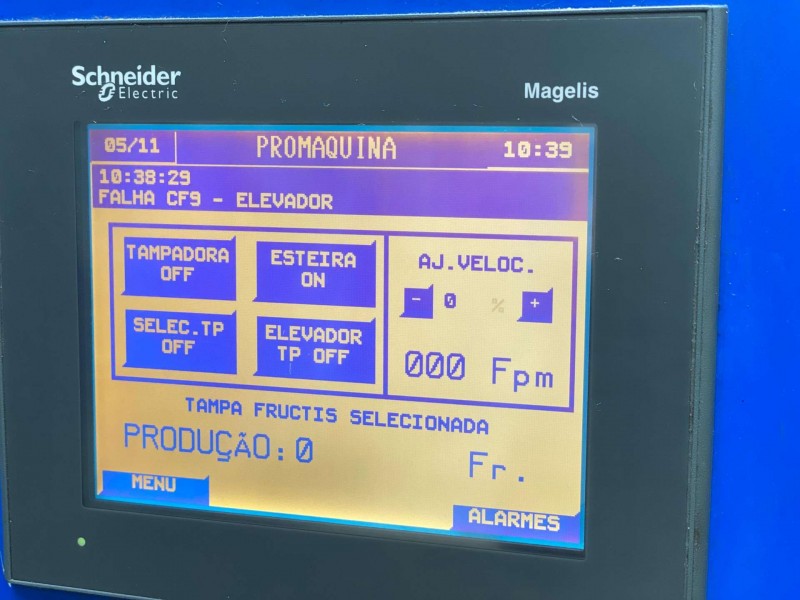 Schneider
Electric
Magelis
05/11 PROMAQUINA 10:39
10:38:29
FALHA CF9 - ELEVADOR
TAMPADORA
OFF
ESTEIRA
ON
SELEC.TP
OFF
ELEVADOR
TP OFF
AJ.VELOC.
- 0 % +
000 Fpm
TAMPA FRUCTIS SELECIONADA
PRODUÇÃO:0 Fr.
MENU
ALARMES